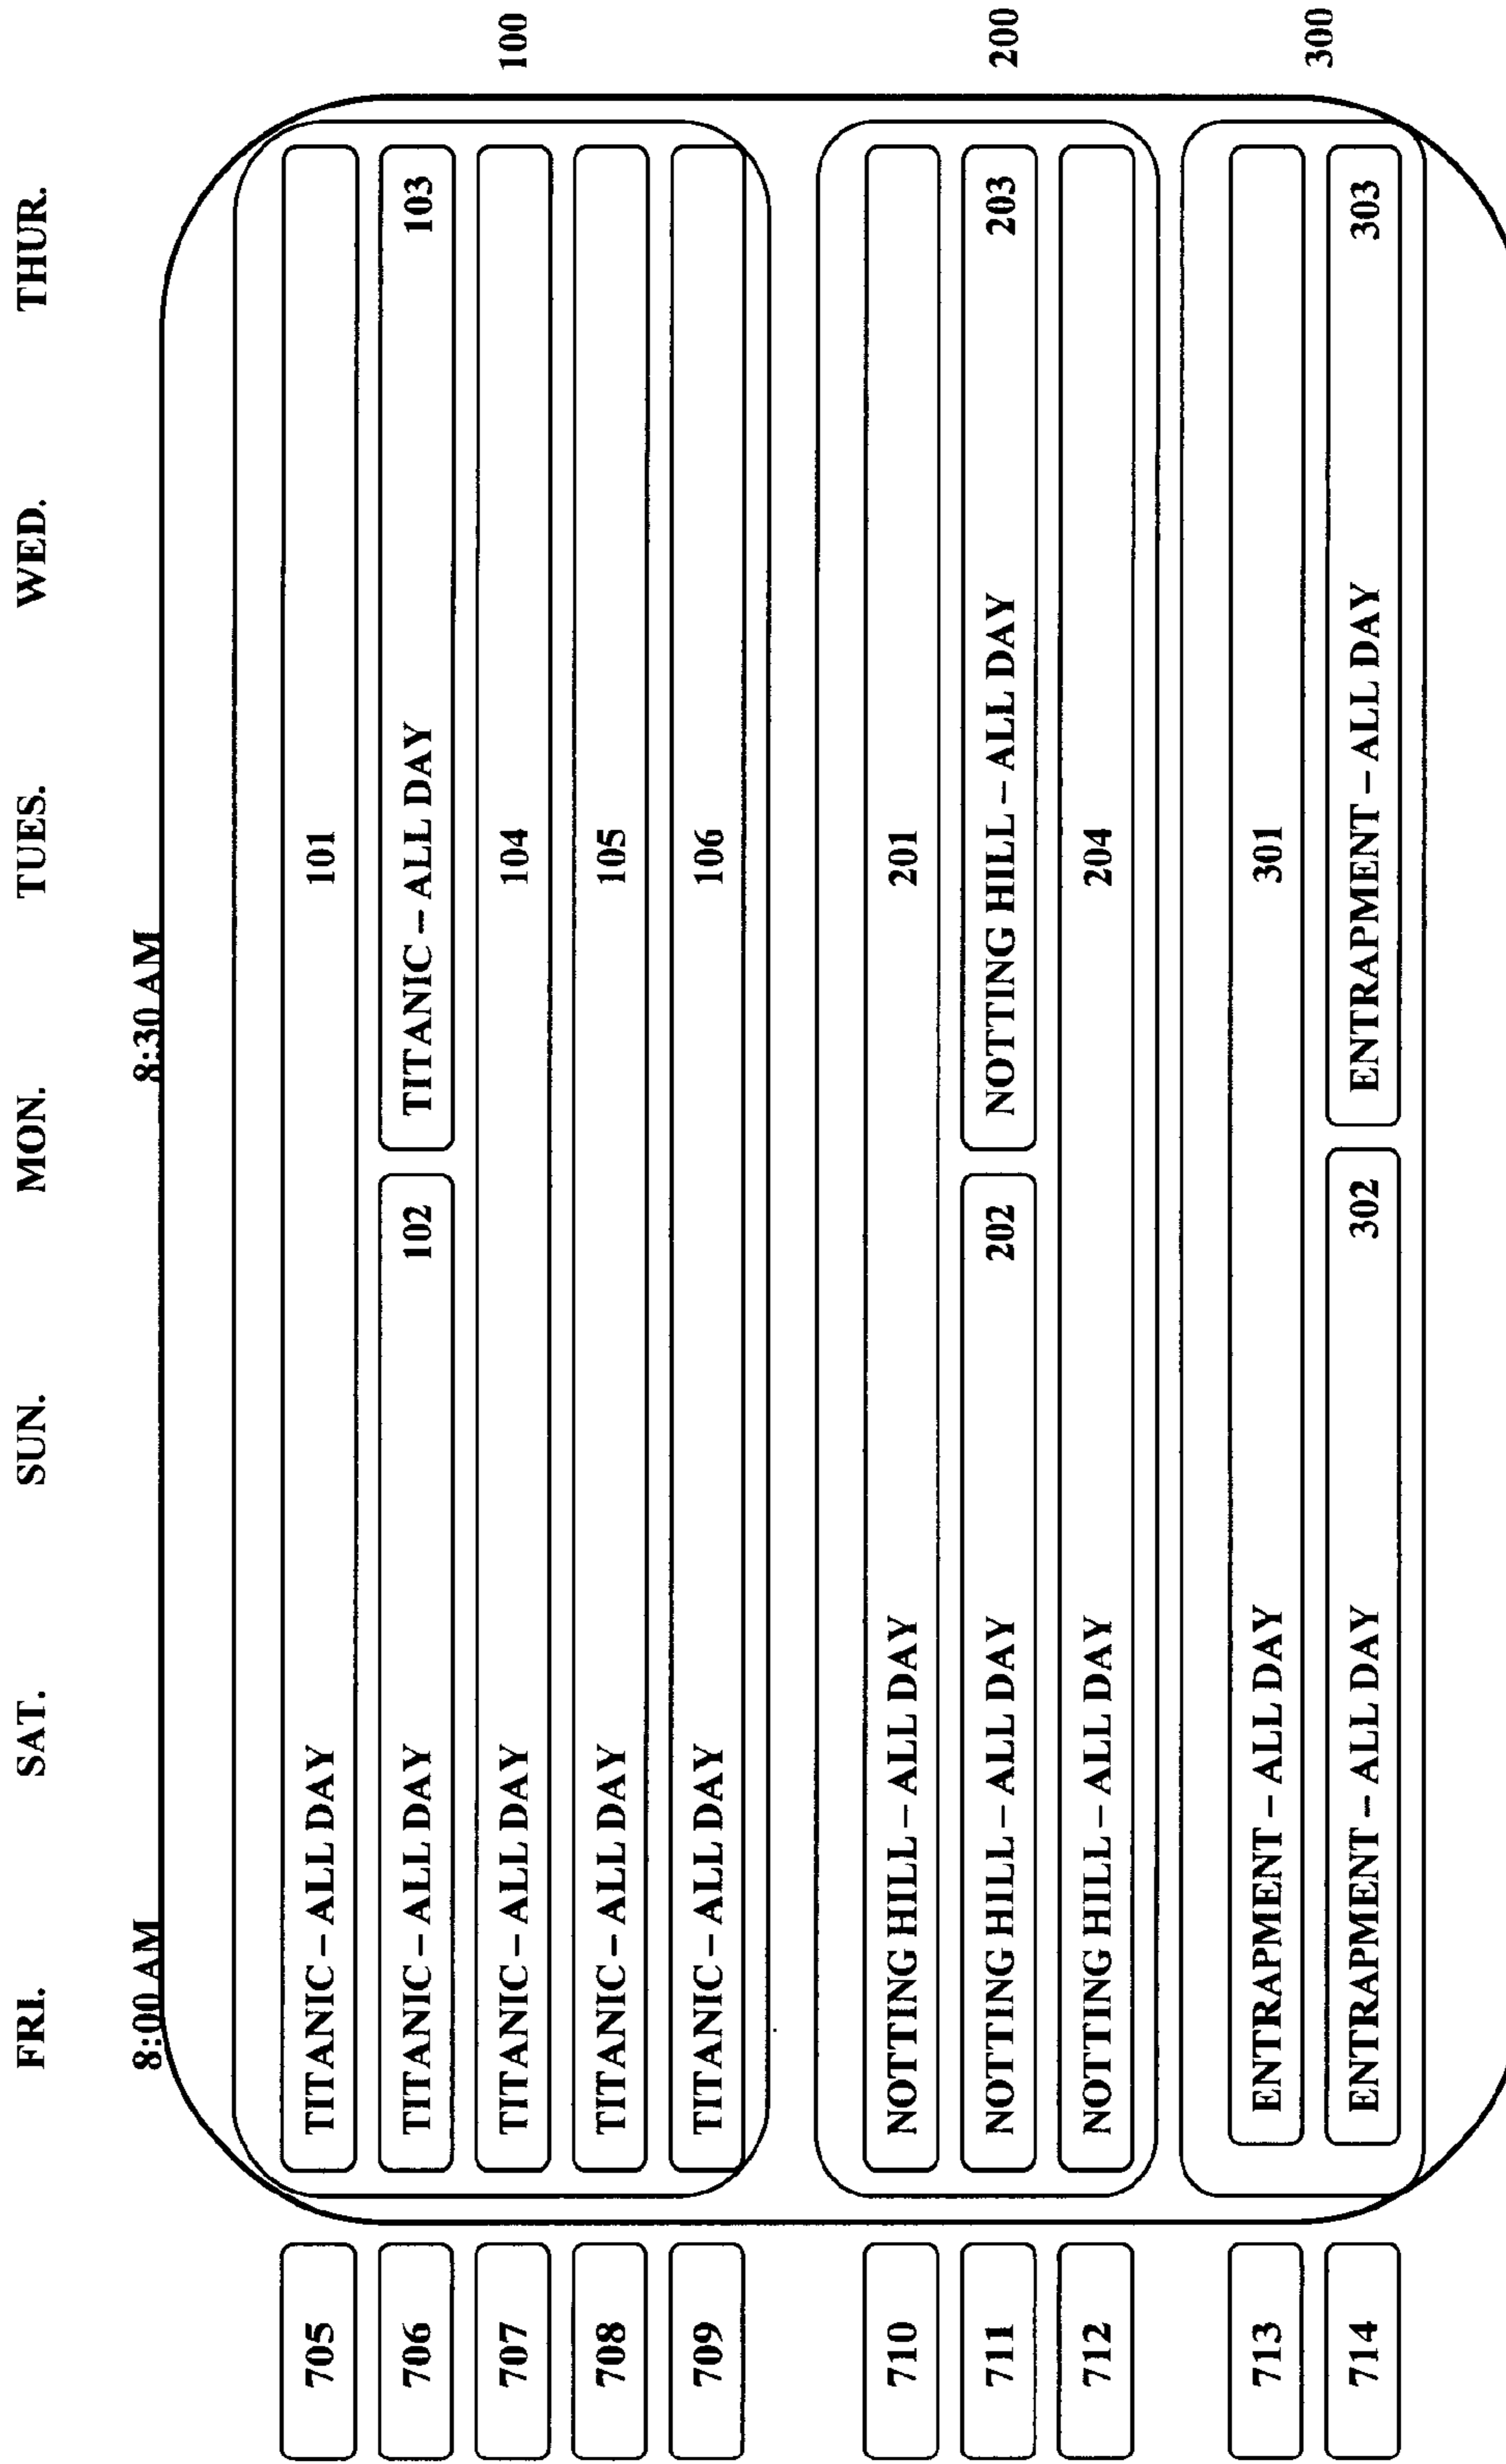 FRI. SAT. SUN. MON. TUES. WED. THUR.
8:00 AM 8:30 AM
705 TITANIC – ALL DAY 101
706 TITANIC – ALL DAY 102 TITANIC – ALL DAY 103
707 TITANIC – ALL DAY 104 100
708 TITANIC – ALL DAY 105
709 TITANIC – ALL DAY 106
710 NOTTING HILL – ALL DAY 201
711 NOTTING HILL – ALL DAY 202 NOTTING HILL – ALL DAY 203 200
712 NOTTING HILL – ALL DAY 204
713 ENTRAPMENT – ALL DAY 301
300
714 ENTRAPMENT – ALL DAY 302 ENTRAPMENT – ALL DAY 303